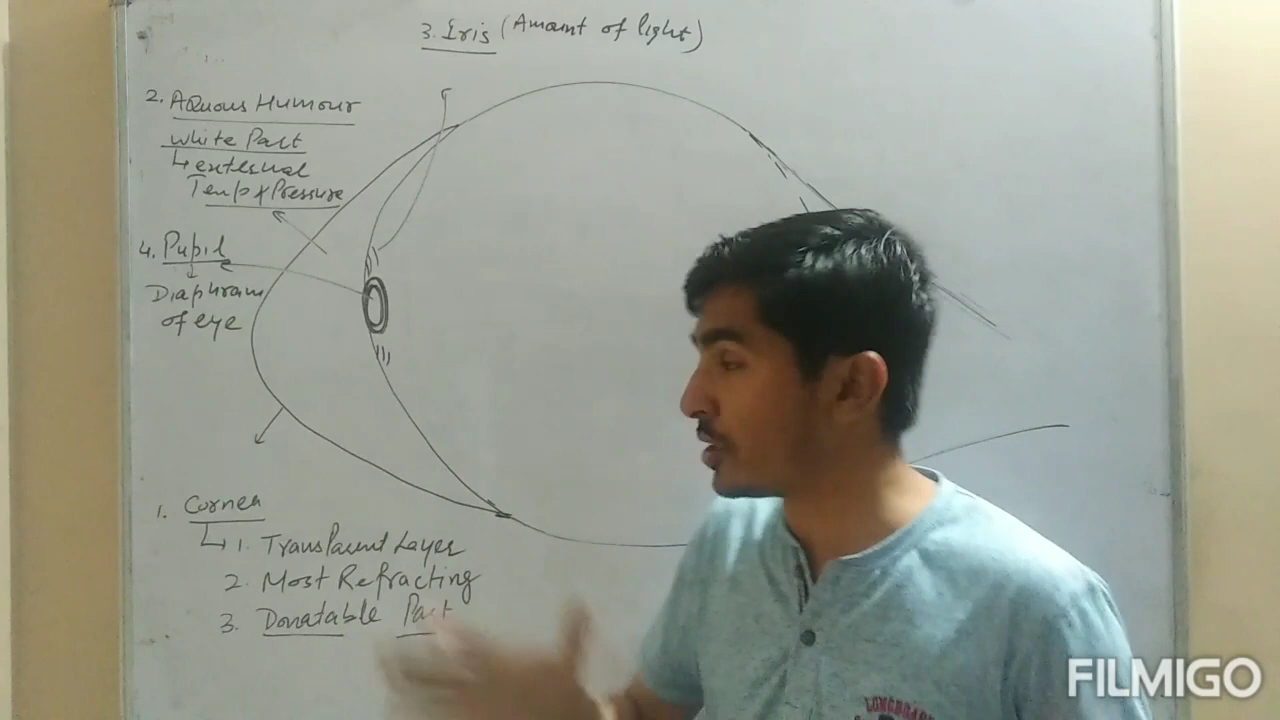 3. Iris (Amount of light)
2. AQuous Humour
White Part
external
Temp & Pressure
4. Pupil
Diaphram
of eye
1. Cornea
1. Transparent Layer
2. Most Refracting
3. Donatable Part
FILMIGO